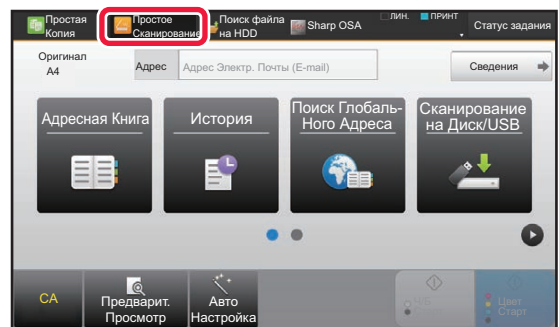 Простая
Копия
Простое
Сканирование
Поиск файла
на HDD
Sharp OSA
ЛИН.
ПРИНТ
Статус задания
Оригинал
A4
Адрес
Адрес Электр. Почты (E-mail)
Сведения
Адресная Книга
История
Поиск Глобаль-
Ного Адреса
Сканирование
на Диск/USB
CA
Предварит.
Просмотр
Авто
Настройка
Ч/Б
Старт
Цвет
Старт